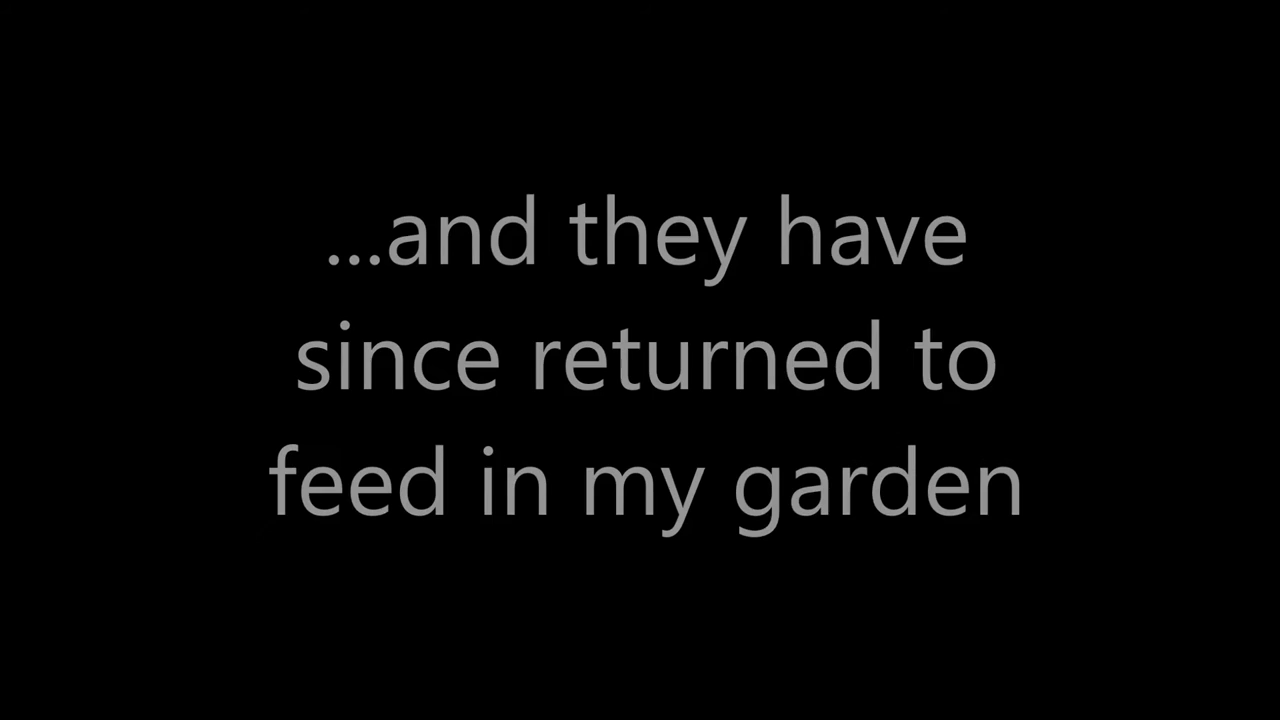 ...and they have
since returned to
feed in my garden